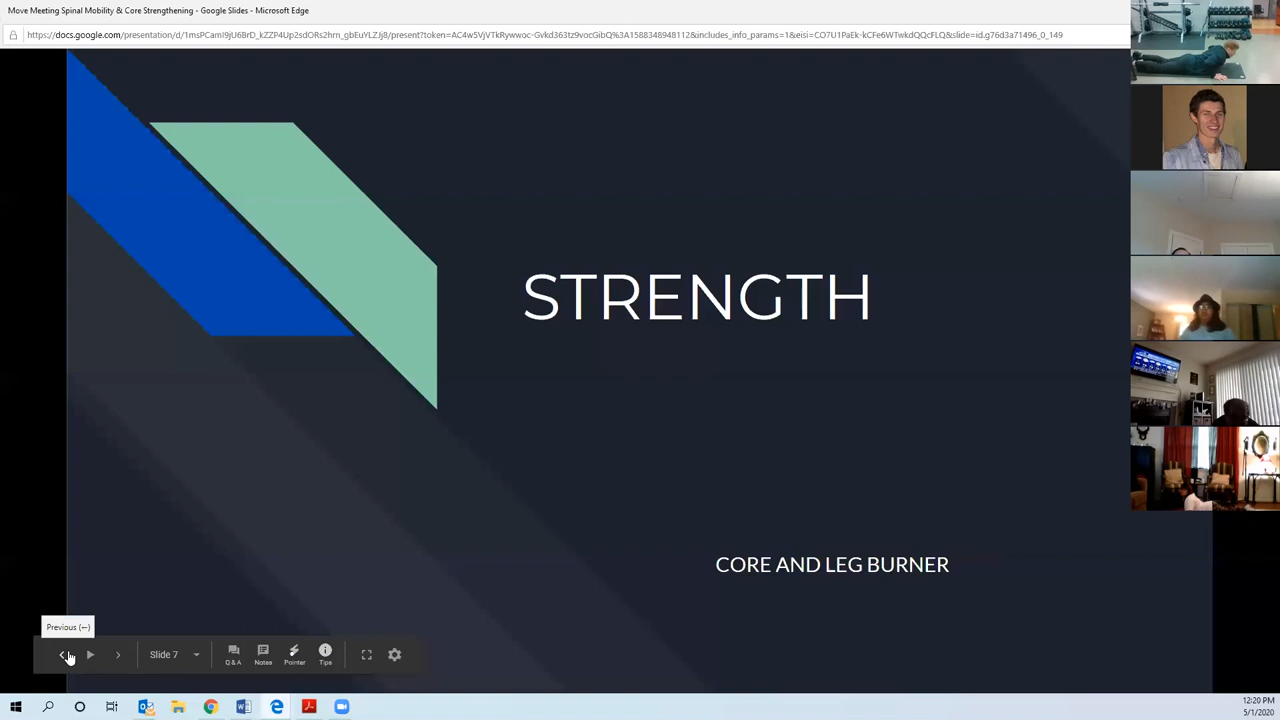 Move Meeting Spinal Mobility & Core Strengthening - Google Slides - Microsoft Edge
STRENGTH
CORE AND LEG BURNER
Previous (←)
Slide 7
Q & A
Notes
Pointer
Tips
12:20 PM
5/1/2020